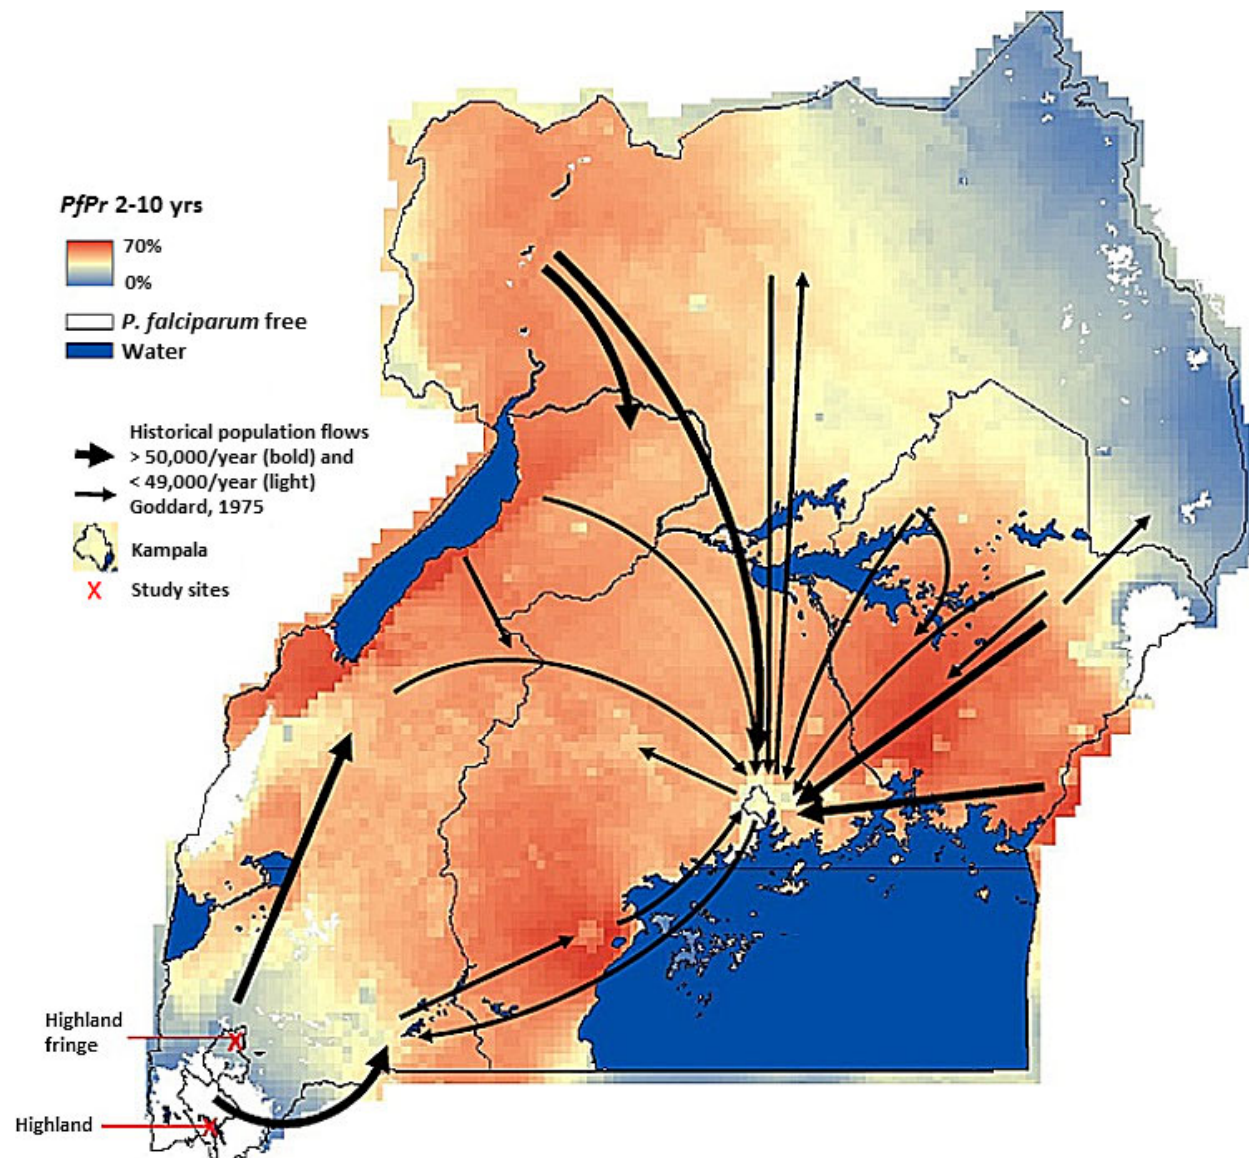 PfPr 2-10 yrs
70%
0%
P. falciparum free
Water
Historical population flows
> 50,000/year (bold) and
< 49,000/year (light)
Goddard, 1975
Kampala
X Study sites
Highland
fringe
X
Highland
X